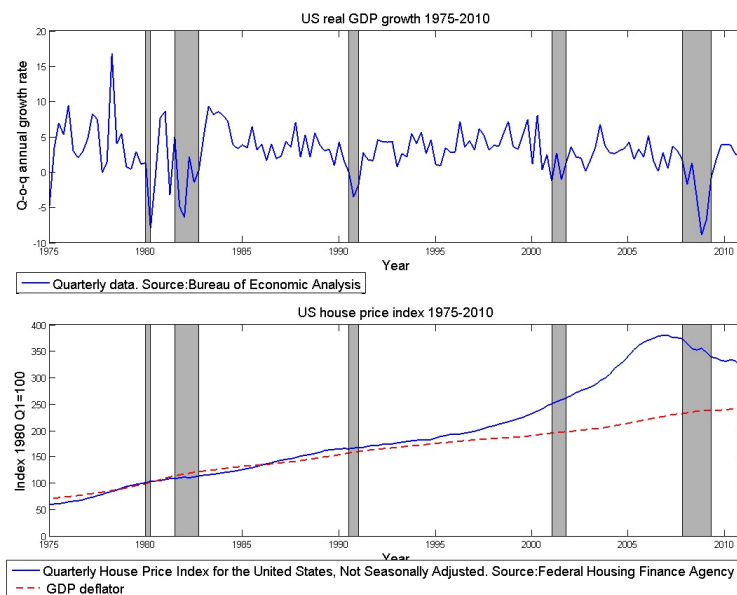 US real GDP growth 1975-2010
20
15
10
5
0
-5
-10
Q-o-q annual growth rate
1975 1980 1985 1990 1995 2000 2005 2010
Year
Quarterly data. Source:Bureau of Economic Analysis
US house price index 1975-2010
400
350
300
250
200
150
100
50
0
Index 1980 Q1=100
1975 1980 1985 1990 1995 2000 2005 2010
Year
Quarterly House Price Index for the United States, Not Seasonally Adjusted. Source:Federal Housing Finance Agency
GDP deflator